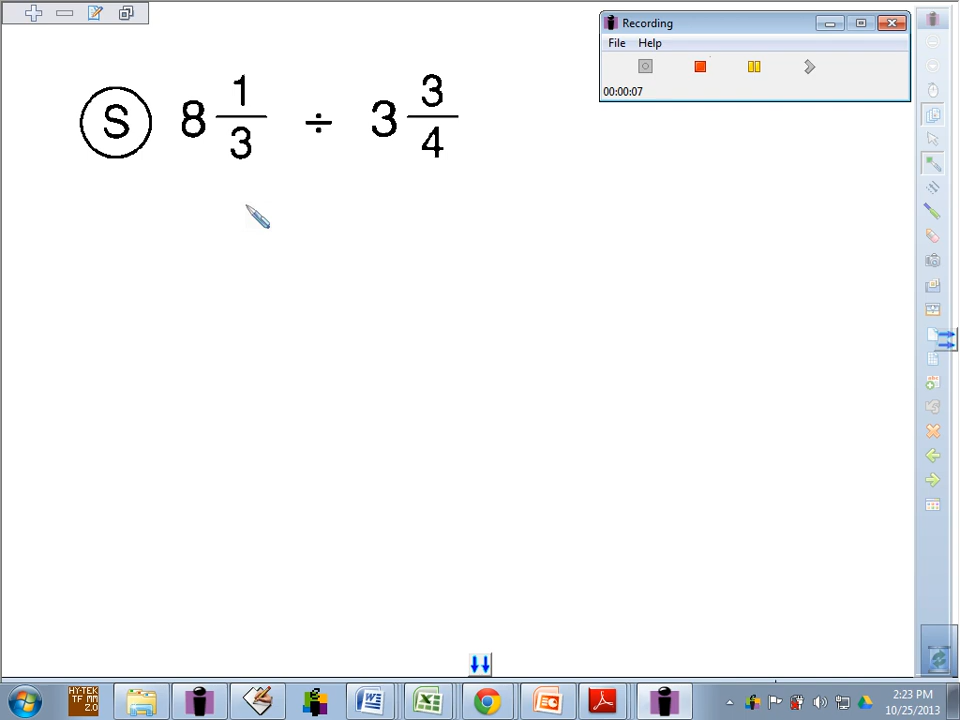 Recording
File Help
00:00:07
S 8 1/3 ÷ 3 3/4
HY-TEK
TF MM
2.0
2:23 PM
10/25/2013